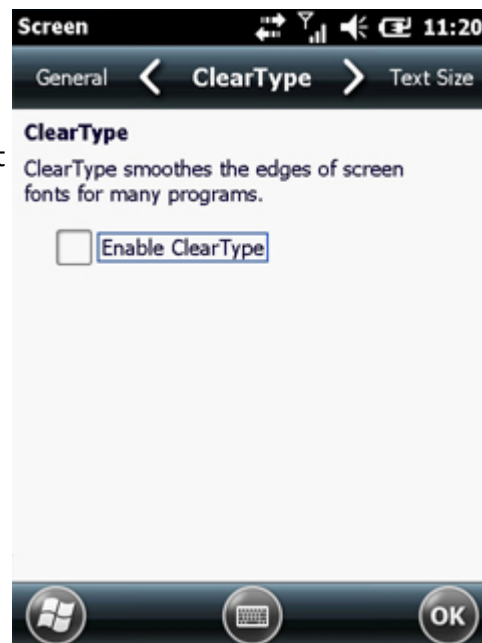 Screen 11:20
General ClearType Text Size
ClearType
t
ClearType smoothes the edges of screen
fonts for many programs.
Enable ClearType
OK